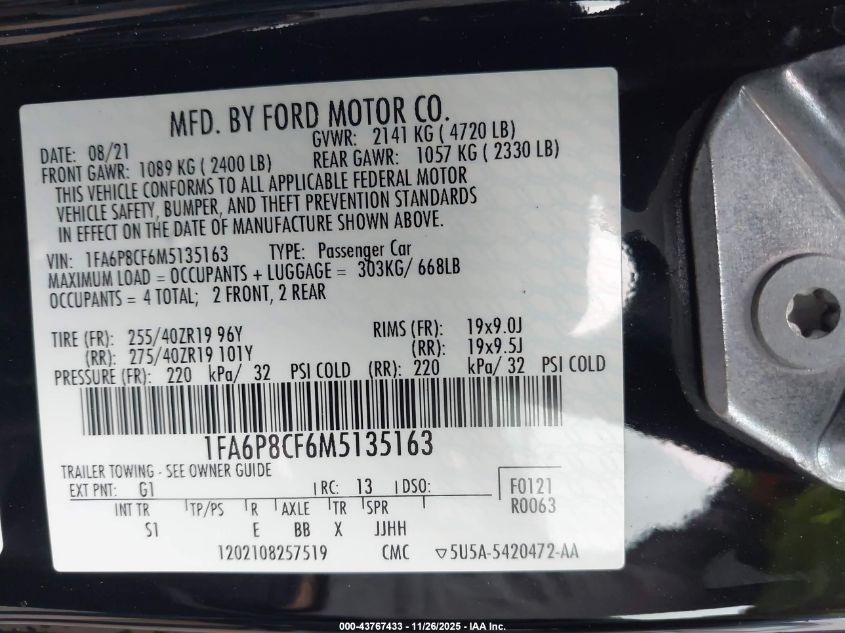 MFD. BY FORD MOTOR CO.
DATE: 08/21 GVWR: 2141 KG ( 4720 LB)
FRONT GAWR: 1089 KG ( 2400 LB) REAR GAWR: 1057 KG ( 2330 LB)
THIS VEHICLE CONFORMS TO ALL APPLICABLE FEDERAL MOTOR
VEHICLE SAFETY, BUMPER, AND THEFT PREVENTION STANDARDS
IN EFFECT ON THE DATE OF MANUFACTURE SHOWN ABOVE.
VIN: 1FA6P8CF6M5135163 TYPE: Passenger Car
MAXIMUM LOAD = OCCUPANTS + LUGGAGE = 303KG/ 668LB
OCCUPANTS = 4 TOTAL; 2 FRONT, 2 REAR
TIRE (FR): 255/40ZR19 96Y RIMS (FR): 19x9.0J
(RR): 275/40ZR19 101Y (RR): 19x9.5J
PRESSURE (FR): 220 kPa/ 32 PSI COLD (RR): 220 kPa/ 32 PSI COLD
1FA6P8CF6M5135163
TRAILER TOWING - SEE OWNER GUIDE
EXT PNT: G1 RC: 13 DSO: F0121
R0063
INT TR TP/PS R AXLE TR SPR
S1 E BB X JJHH
1202108257519 CMC ▽5U5A-5420472-AA
000-43767433 - 11/26/2025 - IAA Inc.